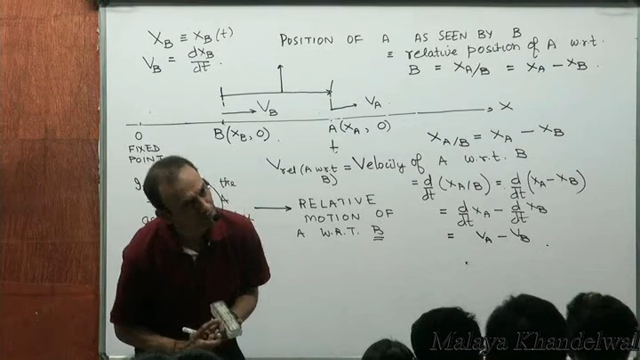 X_B ≡ X_B(t)
V_B = dX_B/dt
POSITION OF A AS SEEN BY B
≡ relative position of A w.r.t.
B = X_A/B = X_A − X_B
V_B
V_A
X
O
FIXED
POINT
B(X_B, 0)
A(X_A, 0)
t
X_A/B = X_A − X_B
V_rel (A w.r.t B) = Velocity of A w.r.t. B
= d/dt (X_A/B) = d/dt (X_A − X_B)
= d/dt X_A − d/dt X_B
= V_A − V_B
the
A
→ RELATIVE
MOTION OF
A W.R.T. B
Malaya Khandelwal